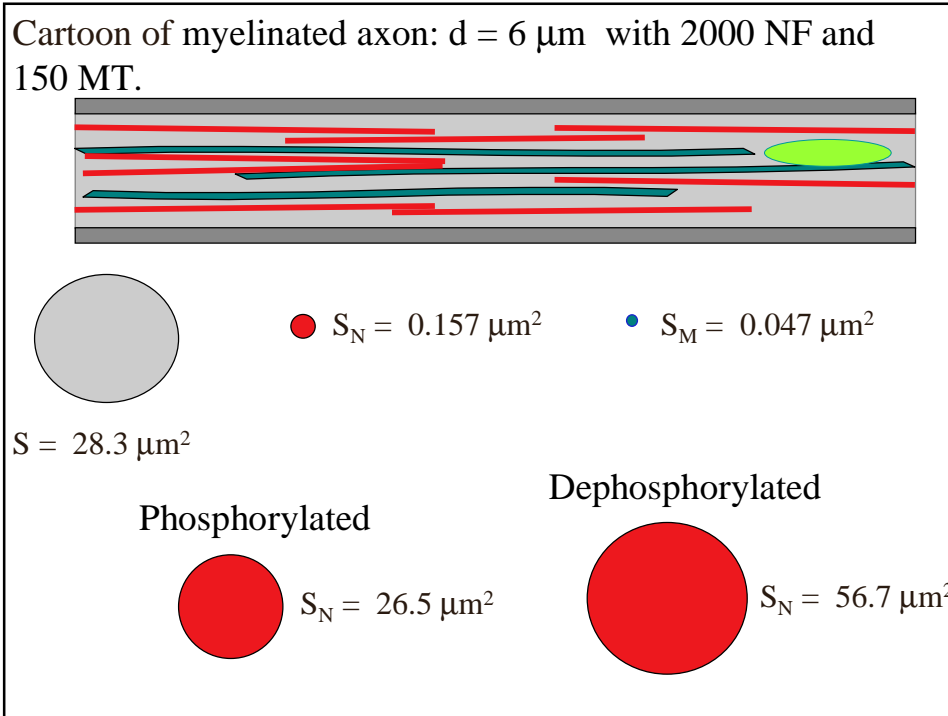 Cartoon of myelinated axon: d = 6 μm with 2000 NF and
150 MT.
S_N = 0.157 μm²
S_M = 0.047 μm²
S = 28.3 μm²
Dephosphorylated
Phosphorylated
S_N = 26.5 μm²
S_N = 56.7 μm²